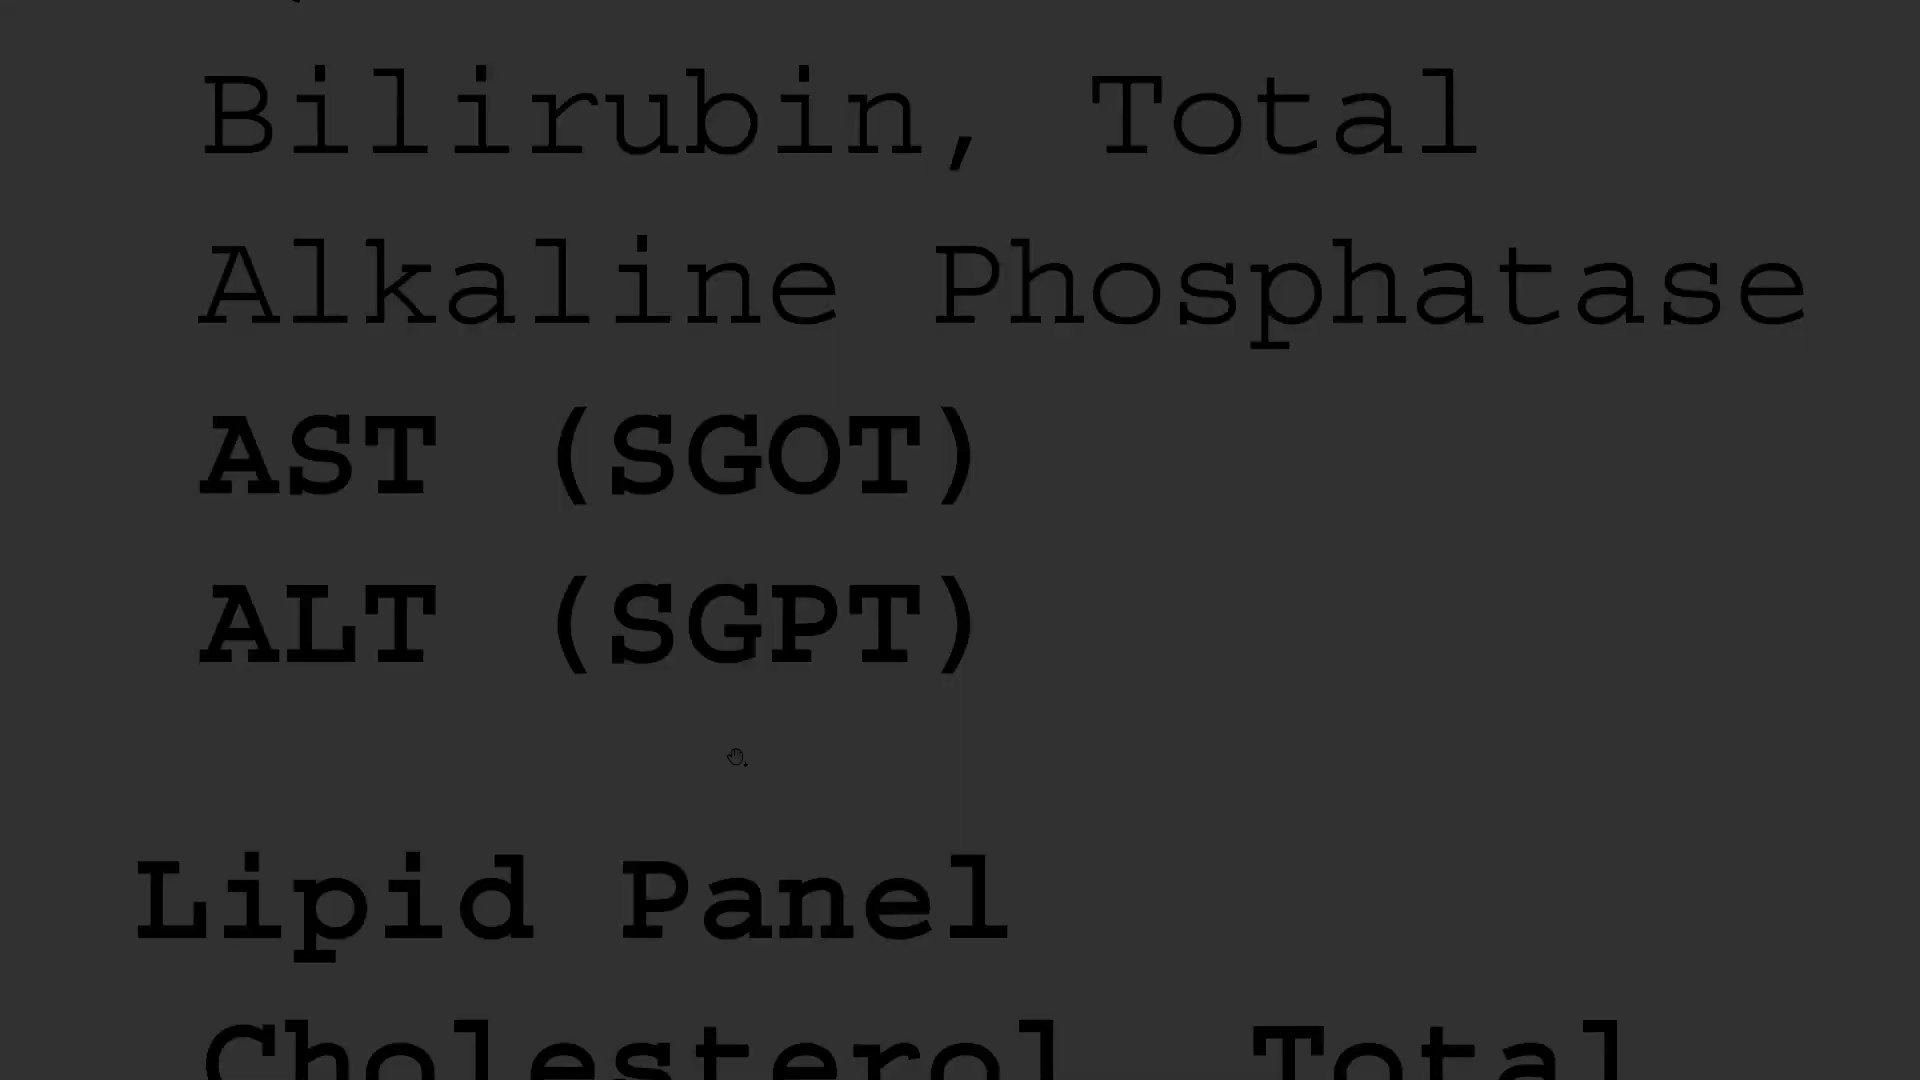 Bilirubin, Total
Alkaline Phosphatase
AST (SGOT)
ALT (SGPT)
Lipid Panel
Cholesterol, Total